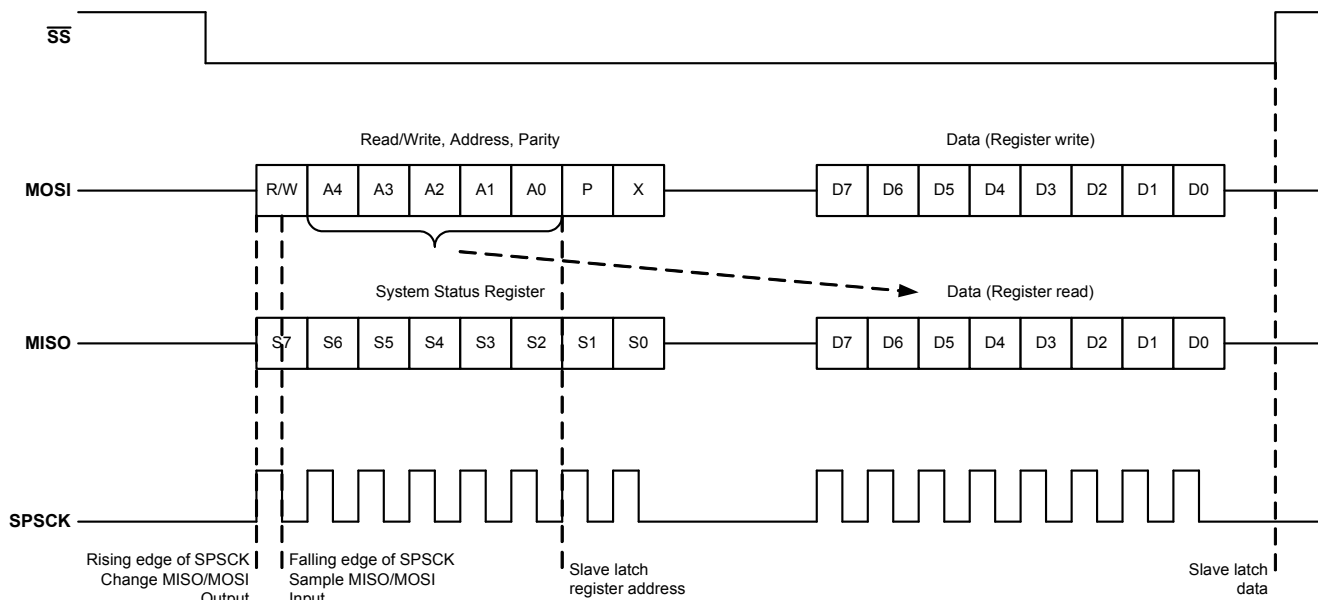 SS
Read/Write, Address, Parity
Data (Register write)
MOSI
R/W A4 A3 A2 A1 A0 P X
D7 D6 D5 D4 D3 D2 D1 D0
System Status Register
Data (Register read)
MISO
S7 S6 S5 S4 S3 S2 S1 S0
D7 D6 D5 D4 D3 D2 D1 D0
SPSCK
Rising edge of SPSCK
Change MISO/MOSI
Output
Falling edge of SPSCK
Sample MISO/MOSI
Input
Slave latch
register address
Slave latch
data